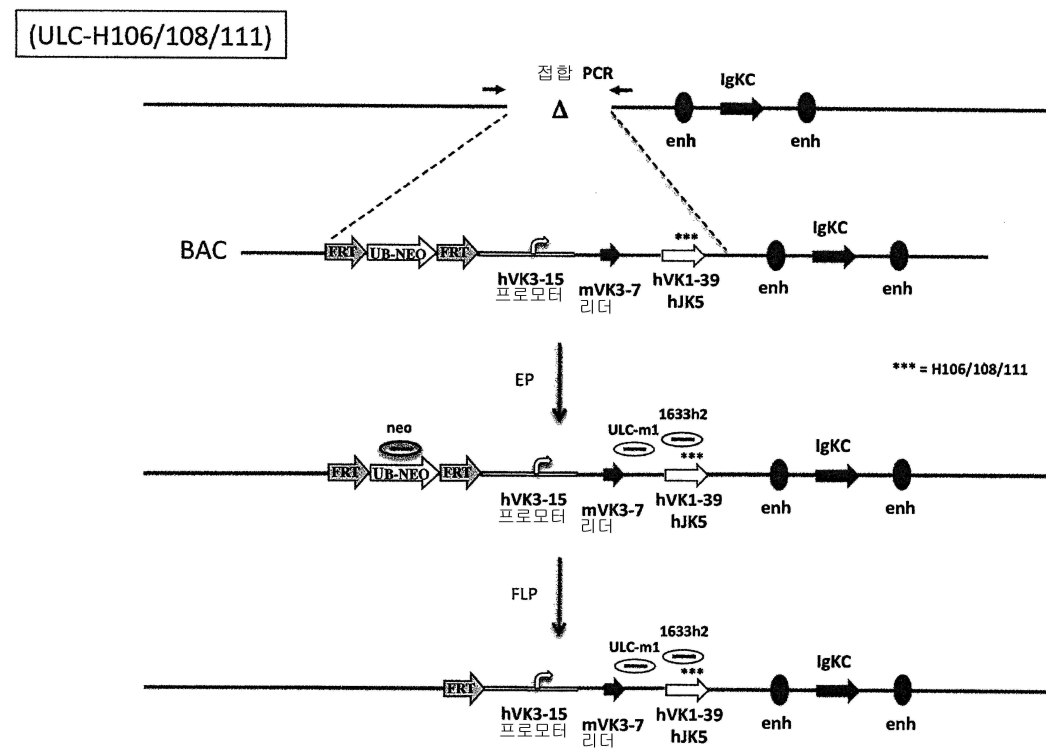 (ULC-H106/108/111)
접합 PCR
Δ
IgKC
enh
enh
BAC
FRT
UB-NEO
FRT
***
IgKC
hVK3-15
프로모터
mVK3-7
리더
hVK1-39
hJK5
enh
enh
EP
*** = H106/108/111
neo
ULC-m1
1633h2
FRT
UB-NEO
FRT
***
IgKC
hVK3-15
프로모터
mVK3-7
리더
hVK1-39
hJK5
enh
enh
FLP
ULC-m1
1633h2
FRT
***
IgKC
hVK3-15
프로모터
mVK3-7
리더
hVK1-39
hJK5
enh
enh